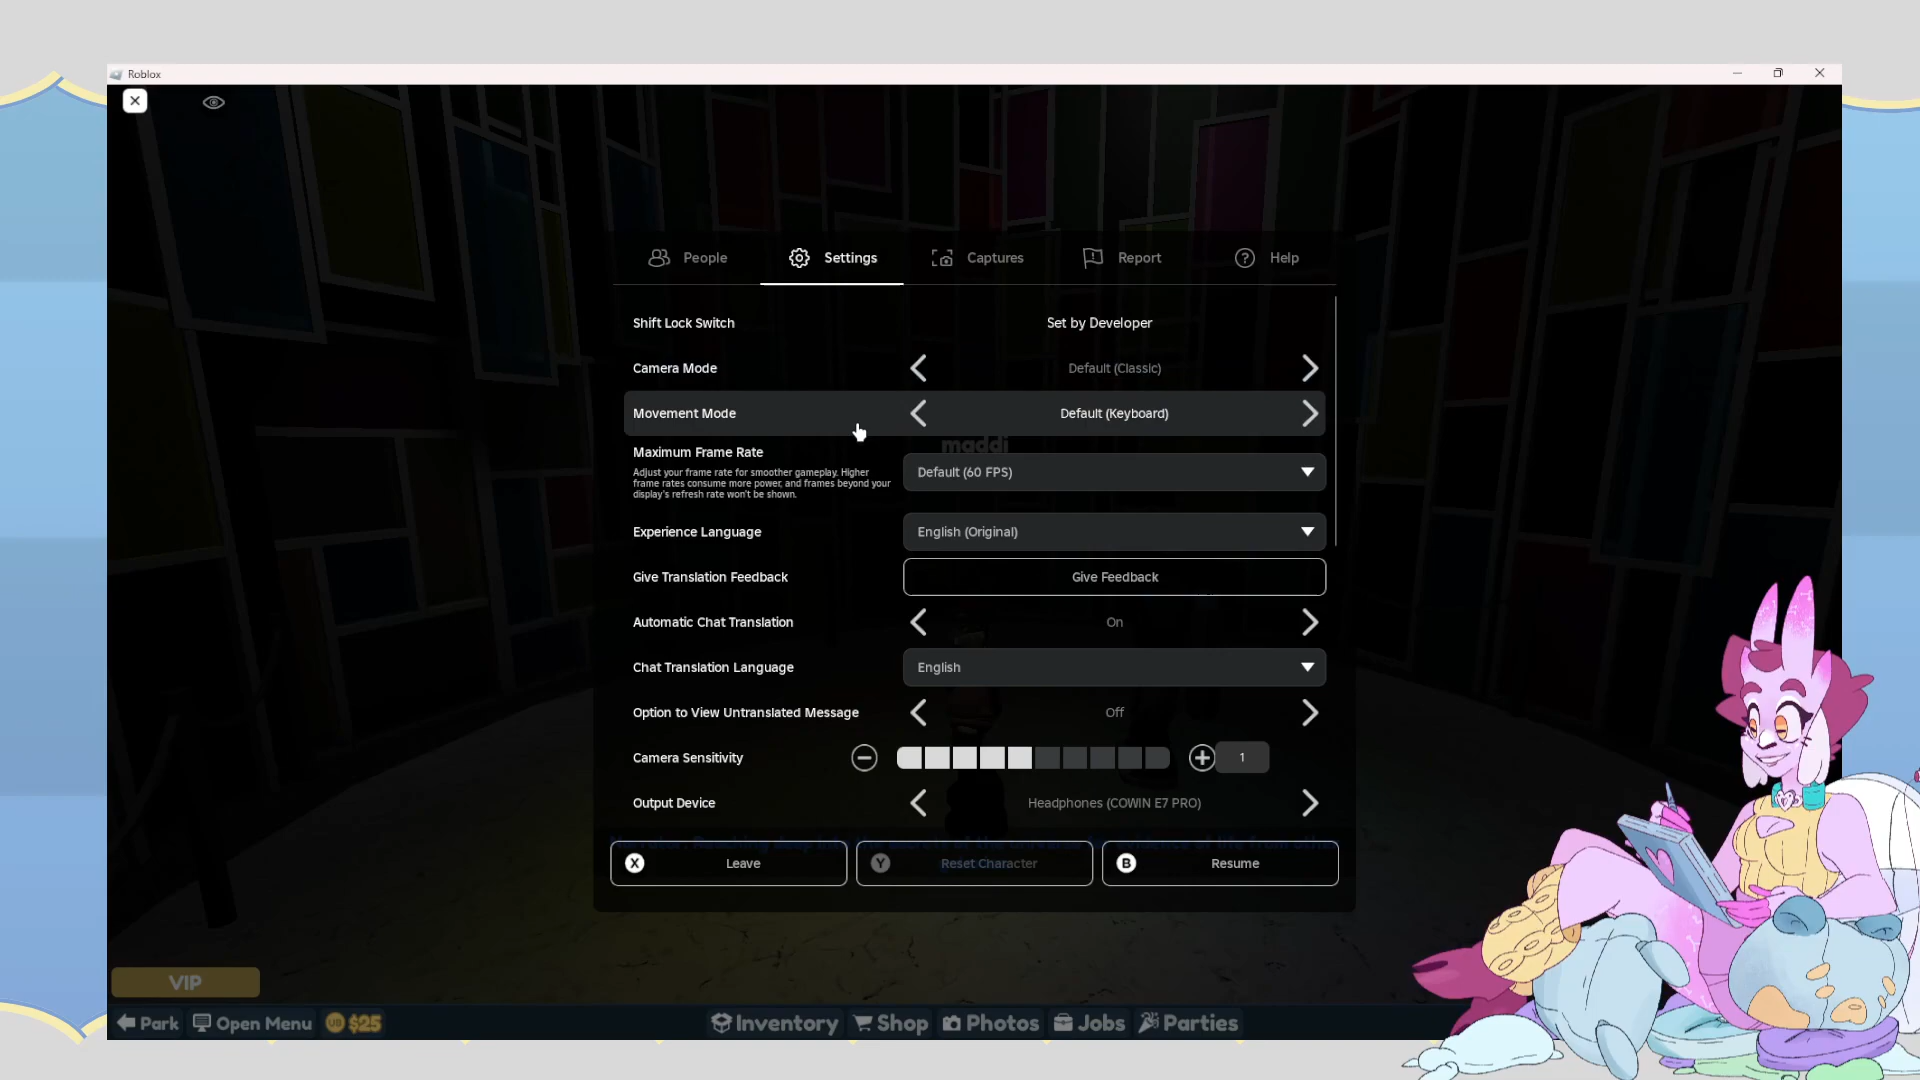 Roblox
People
Settings
Captures
Report
Help
Shift Lock Switch
Set by Developer
Camera Mode
Default (Classic)
Movement Mode
Default (Keyboard)
maddi
Maximum Frame Rate
Adjust your frame rate for smoother gameplay. Higher
frame rates consume more power, and frames beyond your
display's refresh rate won't be shown.
Default (60 FPS)
Experience Language
English (Original)
Give Translation Feedback
Give Feedback
Automatic Chat Translation
On
Chat Translation Language
English
Option to View Untranslated Message
Off
Camera Sensitivity
1
Output Device
Headphones (COWIN E7 PRO)
X Leave
Y Reset Character
B Resume
VIP
Park
Open Menu
$25
Inventory
Shop
Photos
Jobs
Parties